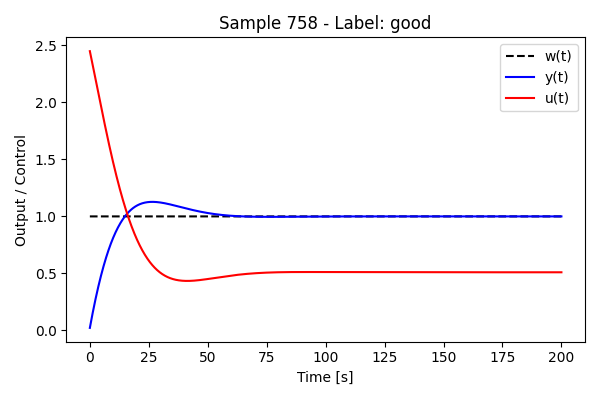 Sample 758 - Label: good
2.5
2.0
1.5
1.0
0.5
0.0
Output / Control
w(t)
y(t)
u(t)
0 25 50 75 100 125 150 175 200
Time [s]